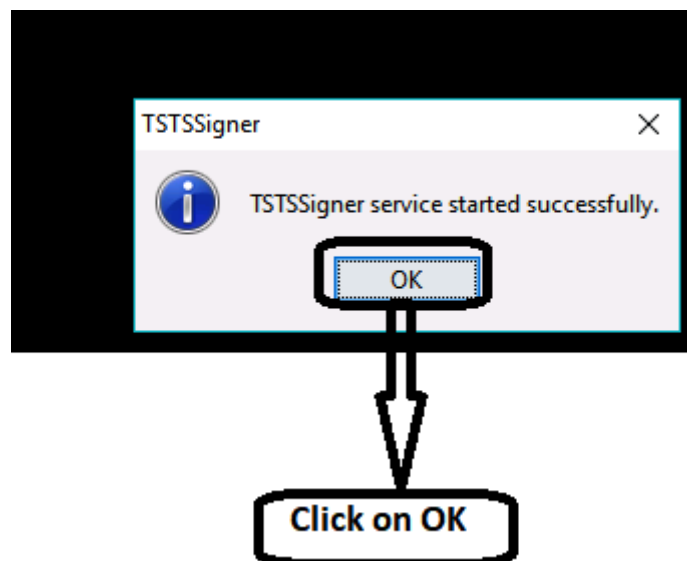 TSTSSigner
TSTSSigner service started successfully.
OK
Click on OK